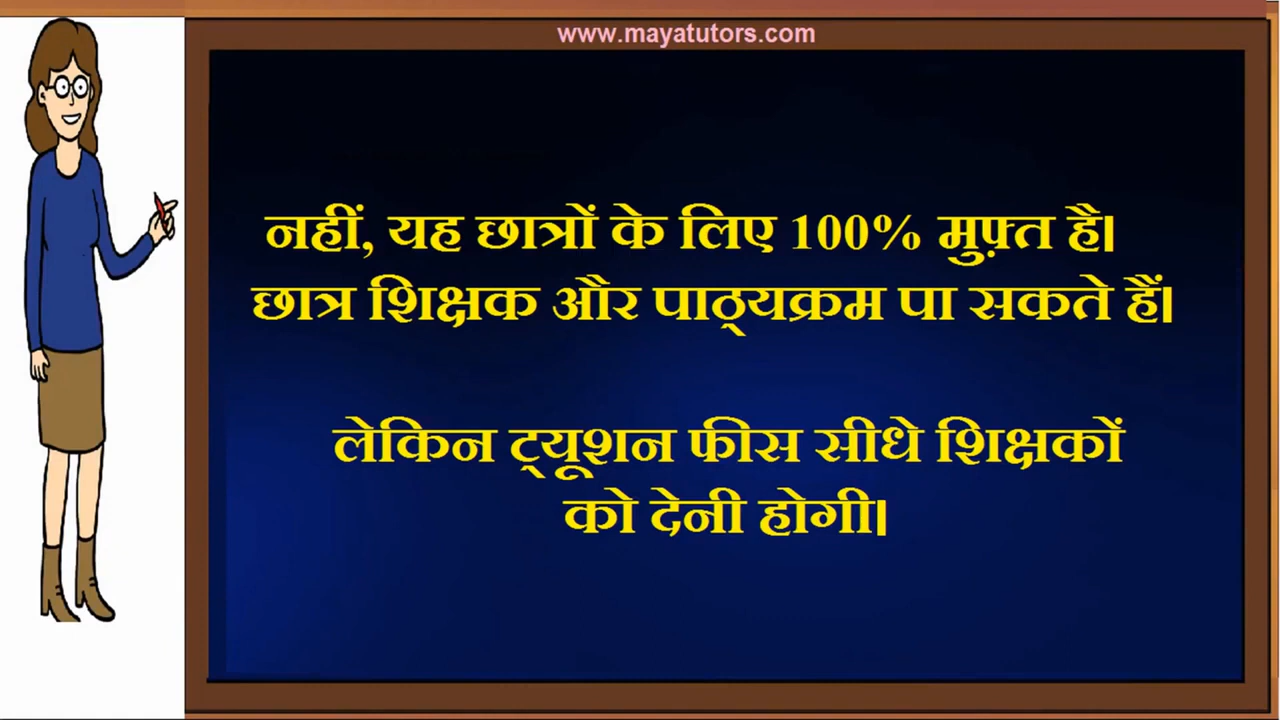 www.mayatutors.com
नहीं, यह छात्रों के लिए 100% मुफ़्त है।
छात्र शिक्षक और पाठ्यक्रम पा सकते हैं।
लेकिन ट्यूशन फीस सीधे शिक्षकों
को देनी होगी।